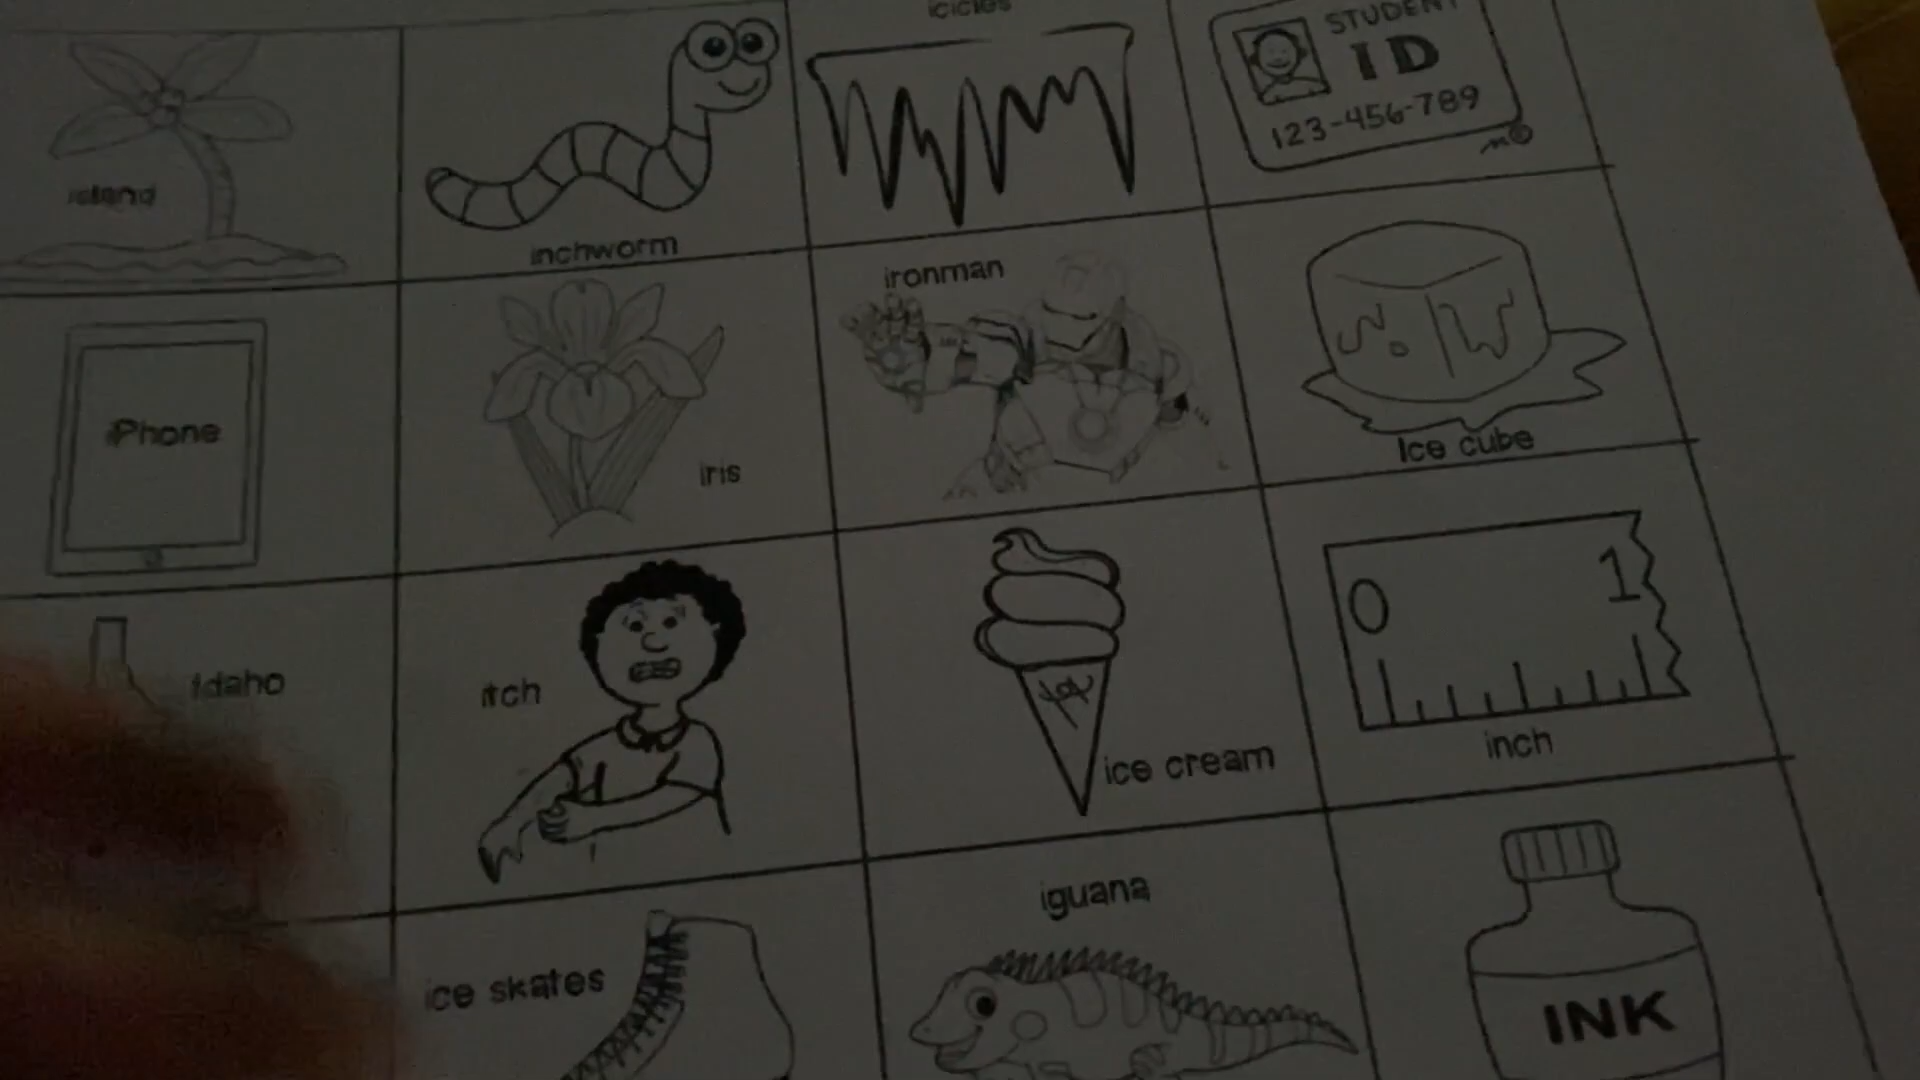 icicles
STUDENT
ID
123-456-789
island
inchworm
ironman
iPhone
iris
Ice cube
0 1
Idaho
itch
ice cream
inch
iguana
ice skates
INK